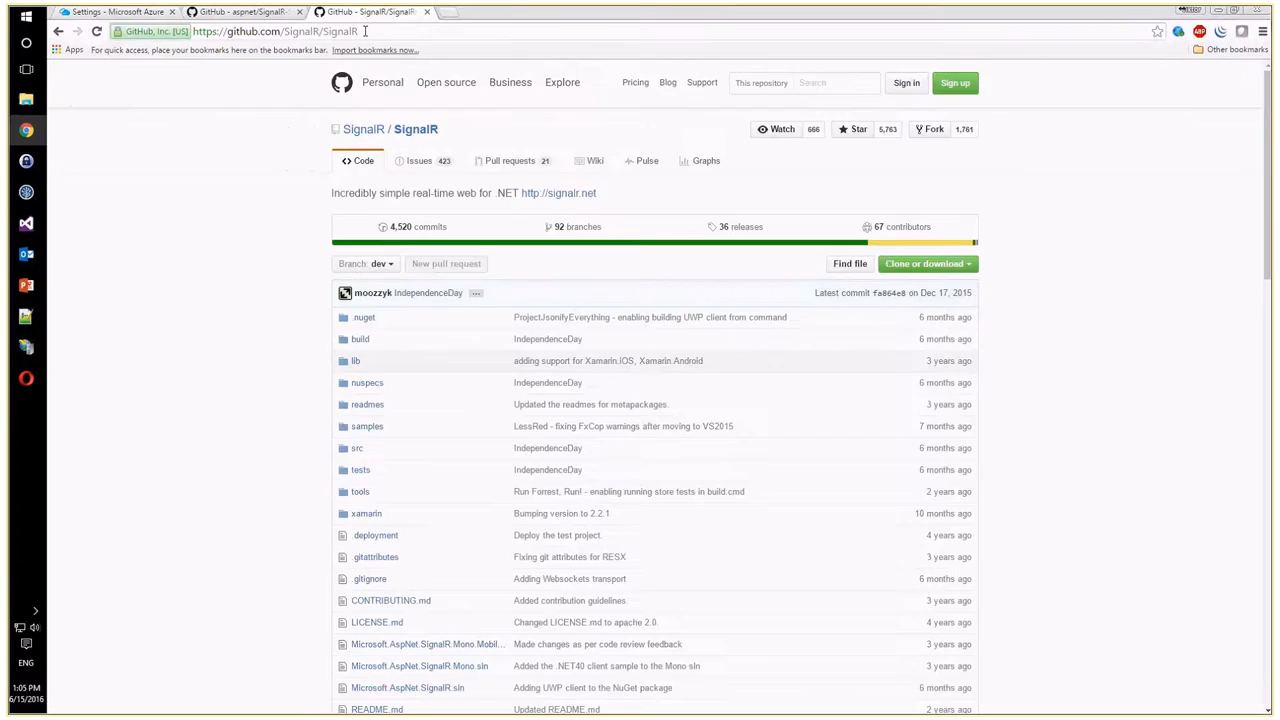 Settings - Microsoft Azure
GitHub - aspnet/SignalR-S
GitHub - SignalR/SignalR
GitHub, Inc. [US] https://github.com/SignalR/SignalR
Apps For quick access, place your bookmarks here on the bookmarks bar. Import bookmarks now... Other bookmarks
Personal Open source Business Explore Pricing Blog Support This repository Search Sign in Sign up
SignalR / SignalR Watch 666 Star 5,763 Fork 1,761
Code Issues 423 Pull requests 21 Wiki Pulse Graphs
Incredibly simple real-time web for .NET http://signalr.net
4,520 commits 92 branches 36 releases 67 contributors
Branch: dev New pull request Find file Clone or download
moozzyk IndependenceDay ... Latest commit fa864e8 on Dec 17, 2015
.nuget ProjectJsonifyEverything - enabling building UWP client from command 6 months ago
build IndependenceDay 6 months ago
lib adding support for Xamarin.iOS, Xamarin.Android 3 years ago
nuspecs IndependenceDay 6 months ago
readmes Updated the readmes for metapackages. 3 years ago
samples LessRed - fixing FxCop warnings after moving to VS2015 7 months ago
src IndependenceDay 6 months ago
tests IndependenceDay 6 months ago
tools Run Forrest, Run! - enabling running store tests in build.cmd 2 years ago
xamarin Bumping version to 2.2.1 10 months ago
.deployment Deploy the test project. 4 years ago
.gitattributes Fixing git attributes for RESX 3 years ago
.gitignore Adding Websockets transport 6 months ago
CONTRIBUTING.md Added contribution guidelines. 3 years ago
LICENSE.md Changed LICENSE.md to apache 2.0. 4 years ago
Microsoft.AspNet.SignalR.Mono.Mobil... Made changes as per code review feedback 3 years ago
Microsoft.AspNet.SignalR.Mono.sln Added the .NET40 client sample to the Mono sln 3 years ago
Microsoft.AspNet.SignalR.sln Adding UWP client to the NuGet package 6 months ago
README.md Updated README.md 2 years ago
ENG
1:05 PM
6/15/2016